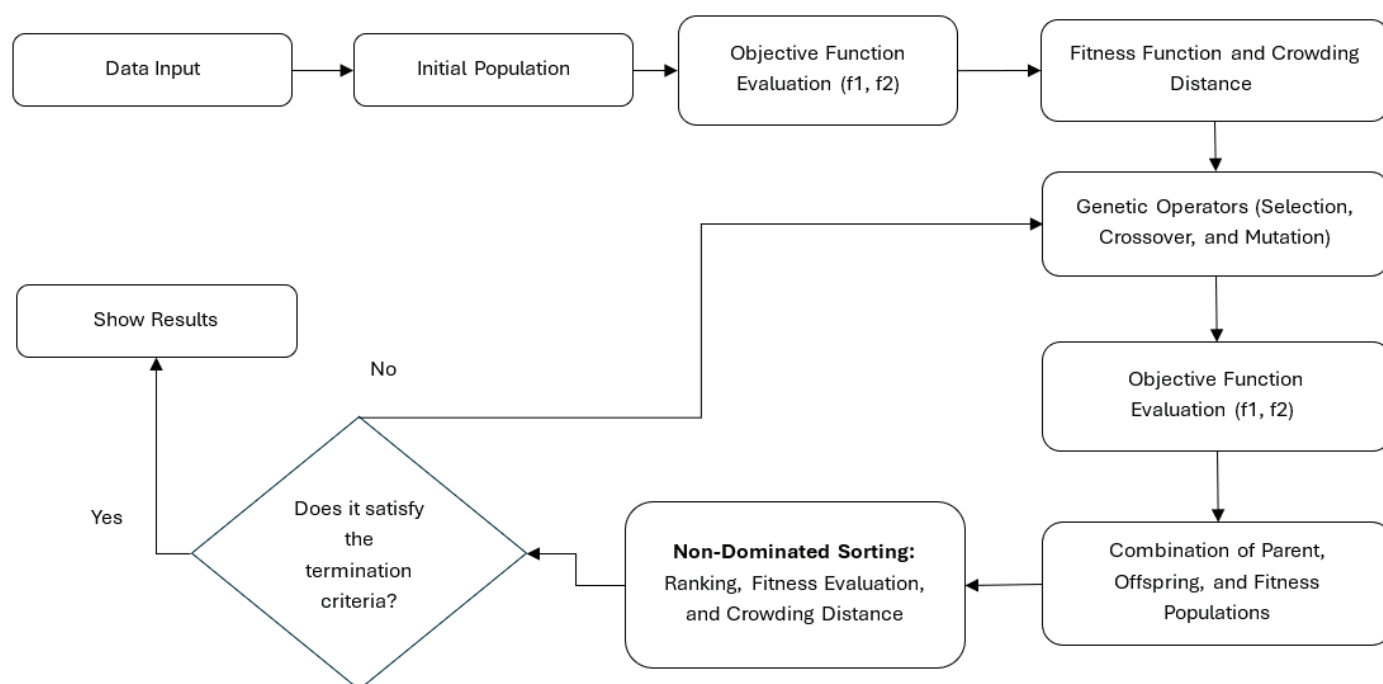 Data Input
Initial Population
Objective Function
Evaluation (f1, f2)
Fitness Function and Crowding
Distance
Genetic Operators (Selection,
Crossover, and Mutation)
Objective Function
Evaluation (f1, f2)
Combination of Parent,
Offspring, and Fitness
Populations
Non-Dominated Sorting:
Ranking, Fitness Evaluation,
and Crowding Distance
Does it satisfy
the
termination
criteria?
No
Yes
Show Results